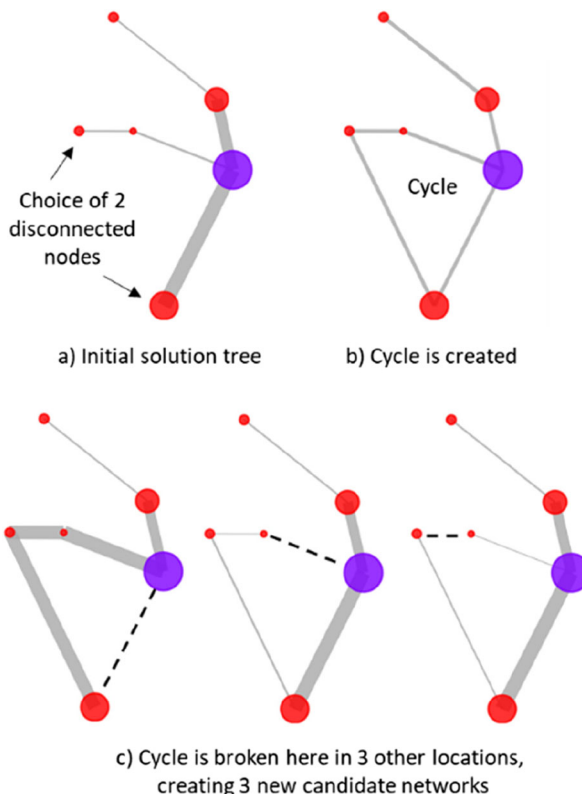 Choice of 2
disconnected
nodes
Cycle
a) Initial solution tree
b) Cycle is created
c) Cycle is broken here in 3 other locations,
creating 3 new candidate networks